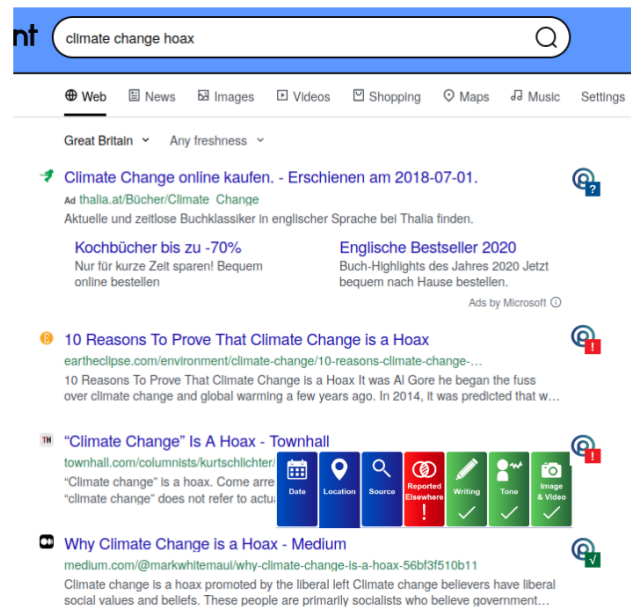 nt climate change hoax
Web News Images Videos Shopping Maps Music Settings
Great Britain Any freshness
Climate Change online kaufen. - Erschienen am 2018-07-01.
?
Ad thalia.at/Bücher/Climate Change
Aktuelle und zeitlose Buchklassiker in englischer Sprache bei Thalia finden.
Kochbücher bis zu -70% Englische Bestseller 2020
Nur für kurze Zeit sparen! Bequem Buch-Highlights des Jahres 2020 Jetzt
online bestellen bequem nach Hause bestellen.
Ads by Microsoft
10 Reasons To Prove That Climate Change is a Hoax
!
eartheclipse.com/environment/climate-change/10-reasons-climate-change-...
10 Reasons To Prove That Climate Change is a Hoax It was Al Gore he began the fuss
over climate change and global warming a few years ago. In 2014, it was predicted that w...
TH “Climate Change” Is A Hoax - Townhall
!
townhall.com/columnists/kurtschlichter/
“Climate change” is a hoax. Come arre
“climate change” does not refer to actu
Date
Location
Source
Reported
Elsewhere
!
Writing
Tone
Image
& Video
Why Climate Change is a Hoax - Medium
medium.com/@markwhitemaul/why-climate-change-is-a-hoax-56bf3f510b11
Climate change is a hoax promoted by the liberal left Climate change believers have liberal
social values and beliefs. These people are primarily socialists who believe government...